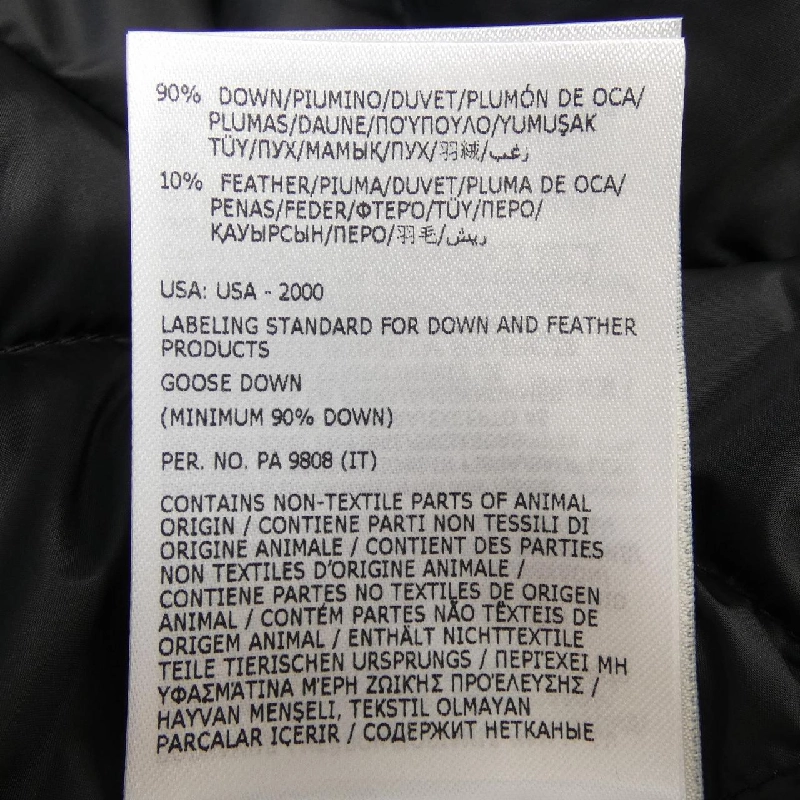 90% DOWN/PIUMINO/DUVET/PLUMÓN DE OCA/
PLUMAS/DAUNE/ΠΟΥΠΟΥΛΟ/YUMUŞAK
TÜY/ПУХ/МАМЫҚ/ПУХ/羽絨/زغب
10% FEATHER/PIUMA/DUVET/PLUMA DE OCA/
PENAS/FEDER/ΦΤΕΡΌ/TÜY/ПЕРО/
ҚАУЫРСЫН/ПЕРО/羽毛/ريش
USA: USA - 2000
LABELING STANDARD FOR DOWN AND FEATHER
PRODUCTS
GOOSE DOWN
(MINIMUM 90% DOWN)
PER. NO. PA 9808 (IT)
CONTAINS NON-TEXTILE PARTS OF ANIMAL
ORIGIN / CONTIENE PARTI NON TESSILI DI
ORIGINE ANIMALE / CONTIENT DES PARTIES
NON TEXTILES D'ORIGINE ANIMALE /
CONTIENE PARTES NO TEXTILES DE ORIGEN
ANIMAL / CONTÉM PARTES NÃO TÊXTEIS DE
ORIGEM ANIMAL / ENTHÄLT NICHTTEXTILE
TEILE TIERISCHEN URSPRUNGS / ΠΕΡΙΈΧΕΙ ΜΗ
ΥΦΑΣΜΆΤΙΝΑ ΜΈΡΗ ΖΩΙΚΉΣ ΠΡΟΈΛΕΥΣΗΣ /
HAYVAN MENŞELI, TEKSTIL OLMAYAN
PARÇALAR IÇERIR / СОДЕРЖИТ НЕТКАНЫЕ